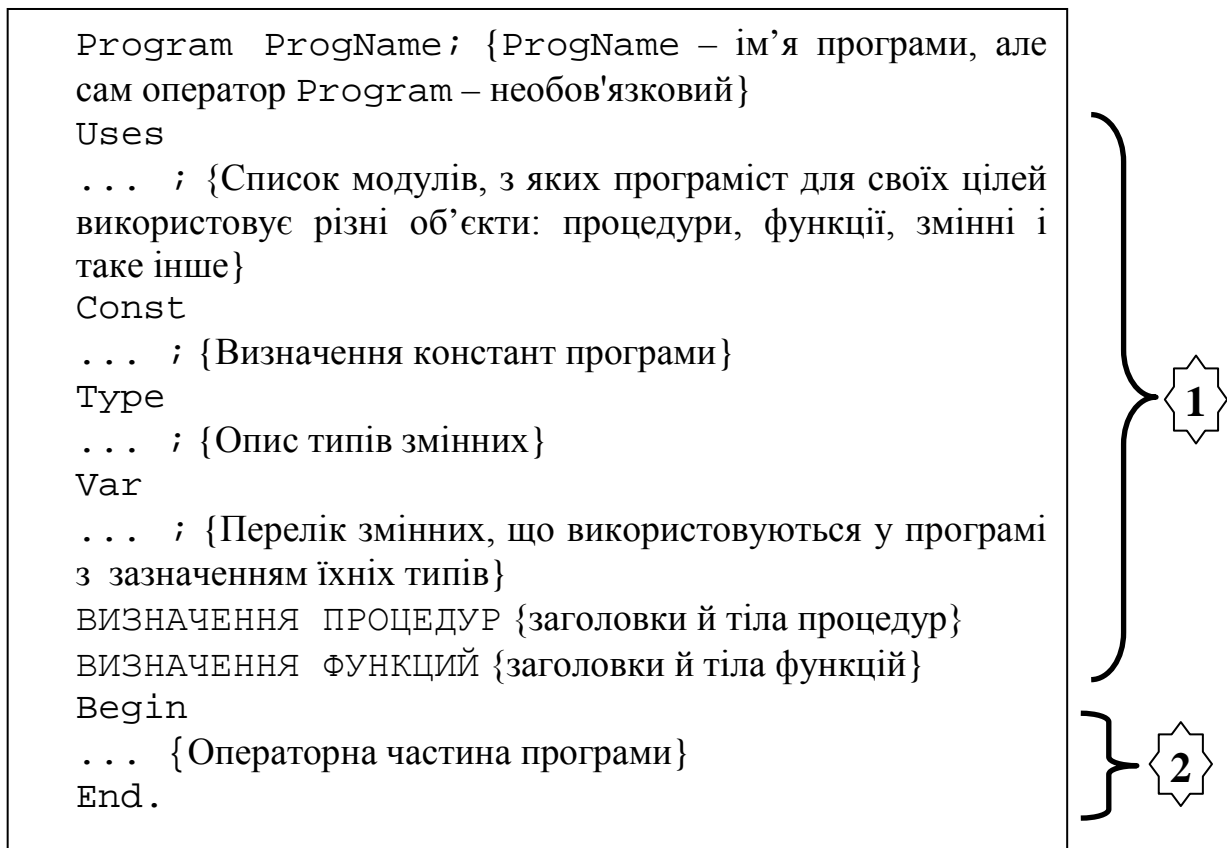 Program ProgName; {ProgName – ім’я програми, але
сам оператор Program – необов'язковий}
Uses
... ; {Список модулів, з яких програміст для своїх цілей
використовує різні об’єкти: процедури, функції, змінні і
таке інше}
Const
... ; {Визначення констант програми}
Type
... ; {Опис типів змінних}
Var
... ; {Перелік змінних, що використовуються у програмі
з зазначенням їхніх типів}
ВИЗНАЧЕННЯ ПРОЦЕДУР {заголовки й тіла процедур}
ВИЗНАЧЕННЯ ФУНКЦИЙ {заголовки й тіла функцій}
Begin
... {Операторна частина програми}
End.
1
2